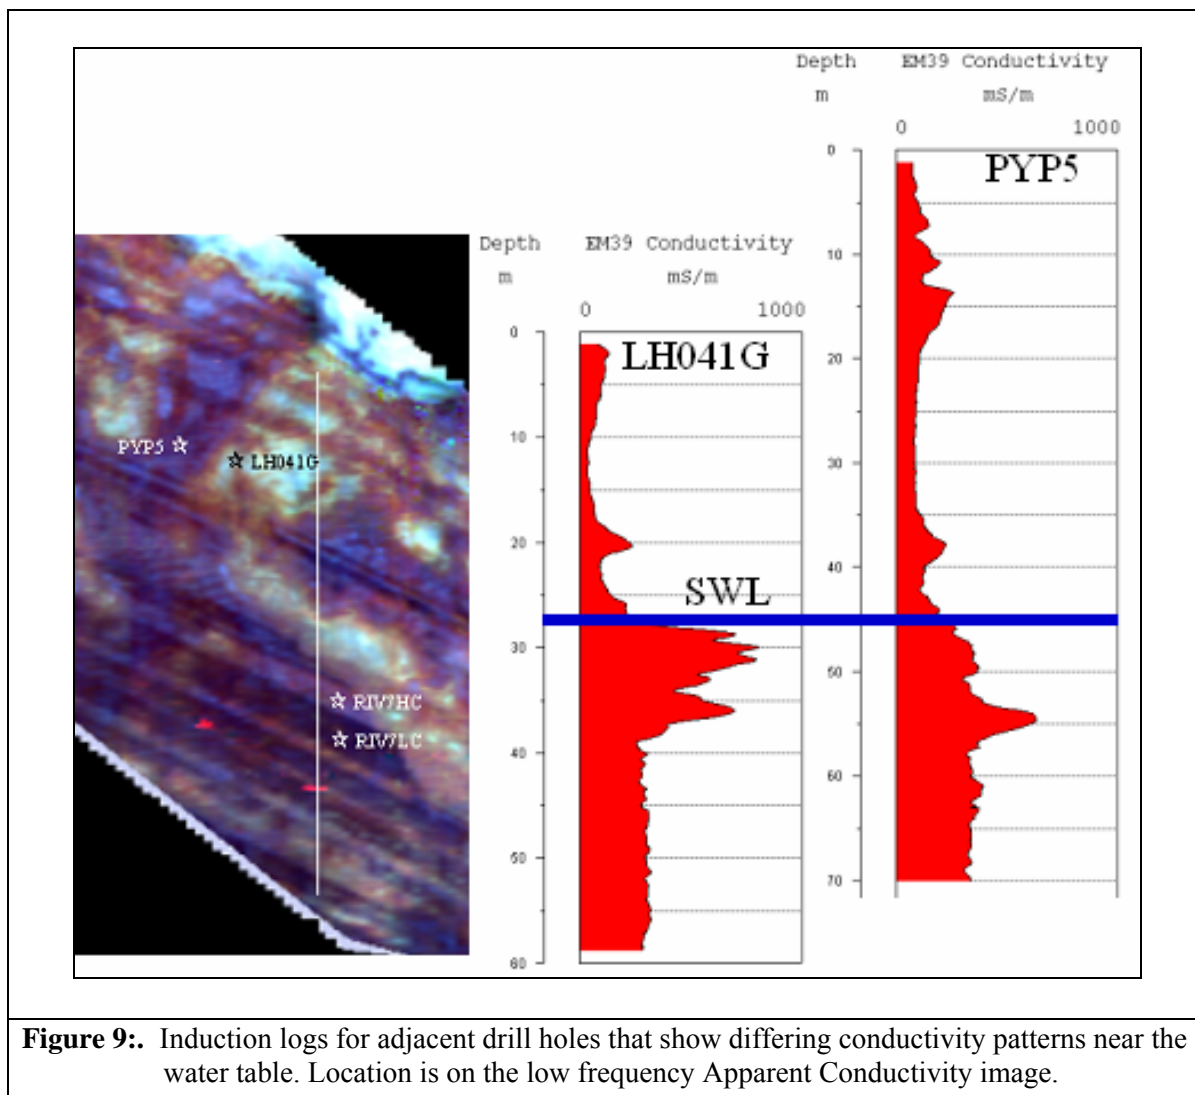 Depth EM39 Conductivity
m mS/m
0 1000
PYP5
0
10
20
30
40
50
60
70
Depth EM39 Conductivity
m mS/m
0 1000
LH041G
0
10
20
30
40
50
60
SWL
PYP5
LH041G
RIV7HC
RIV7LC
Figure 9:. Induction logs for adjacent drill holes that show differing conductivity patterns near the
water table. Location is on the low frequency Apparent Conductivity image.